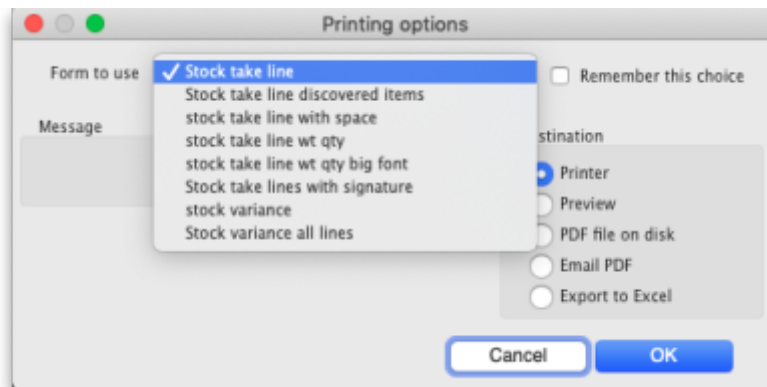 Printing options
Form to use
✓ Stock take line
Stock take line discovered items
stock take line with space
stock take line wt qty
stock take line wt qty big font
Stock take lines with signature
stock variance
Stock variance all lines
Remember this choice
Message
stination
Printer
Preview
PDF file on disk
Email PDF
Export to Excel
Cancel
OK